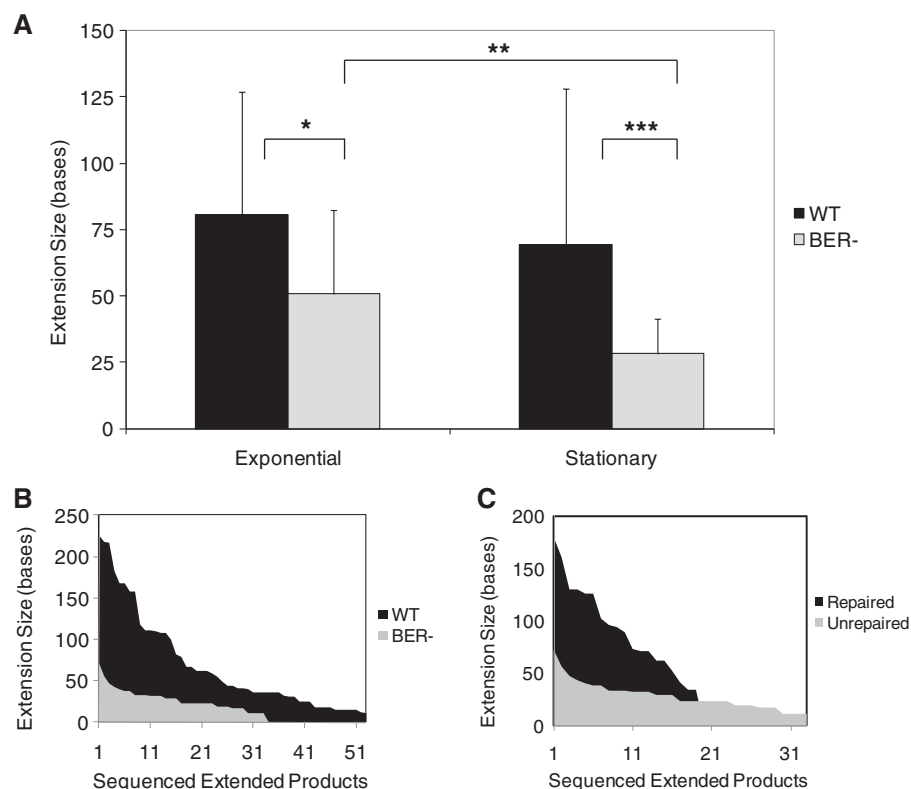 A
150
125
100
75
50
25
0
Extension Size (bases)
*
**
***
WT
BER-
Exponential
Stationary
B
250
200
150
100
50
0
Extension Size (bases)
1 11 21 31 41 51
Sequenced Extended Products
WT
BER-
C
200
150
100
50
0
Extension Size (bases)
1 11 21 31
Sequenced Extended Products
Repaired
Unrepaired